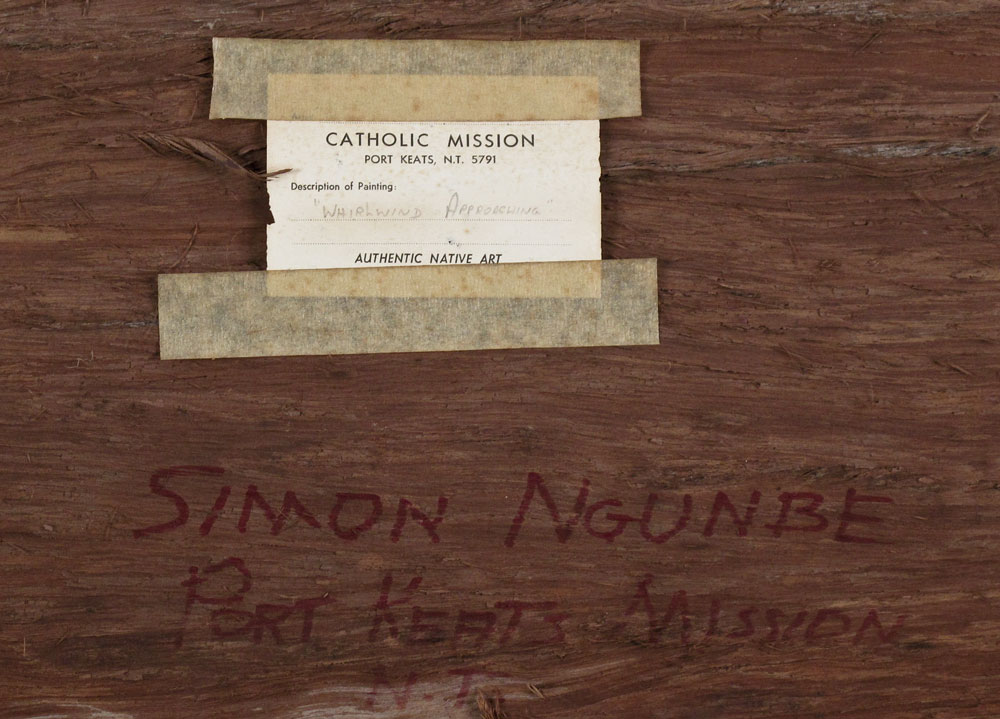 CATHOLIC MISSION
PORT KEATS, N.T. 5791
Description of Painting:
"WHIRLWIND APPROACHING"
AUTHENTIC NATIVE ART
SIMON NGUNBE
PORT KEATS MISSION
N.T.